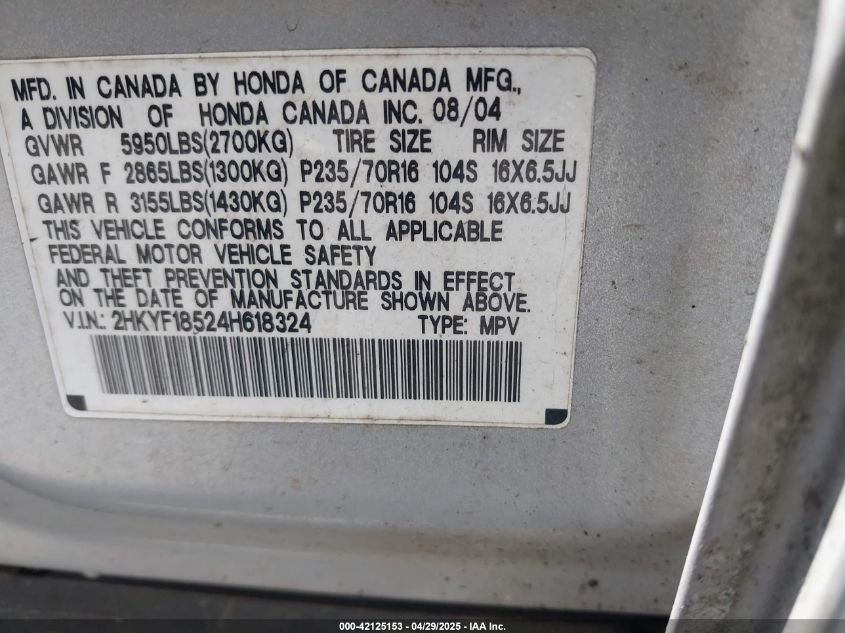 MFD. IN CANADA BY HONDA OF CANADA MFG.,
A DIVISION OF HONDA CANADA INC. 08/04
GVWR 5950LBS(2700KG) TIRE SIZE RIM SIZE
GAWR F 2865LBS(1300KG) P235/70R16 104S 16X6.5JJ
GAWR R 3155LBS(1430KG) P235/70R16 104S 16X6.5JJ
THIS VEHICLE CONFORMS TO ALL APPLICABLE
FEDERAL MOTOR VEHICLE SAFETY
AND THEFT PREVENTION STANDARDS IN EFFECT
ON THE DATE OF MANUFACTURE SHOWN ABOVE.
V.I.N.: 2HKYF18524H618324 TYPE: MPV
000-42125153 - 04/29/2025 - IAA Inc.